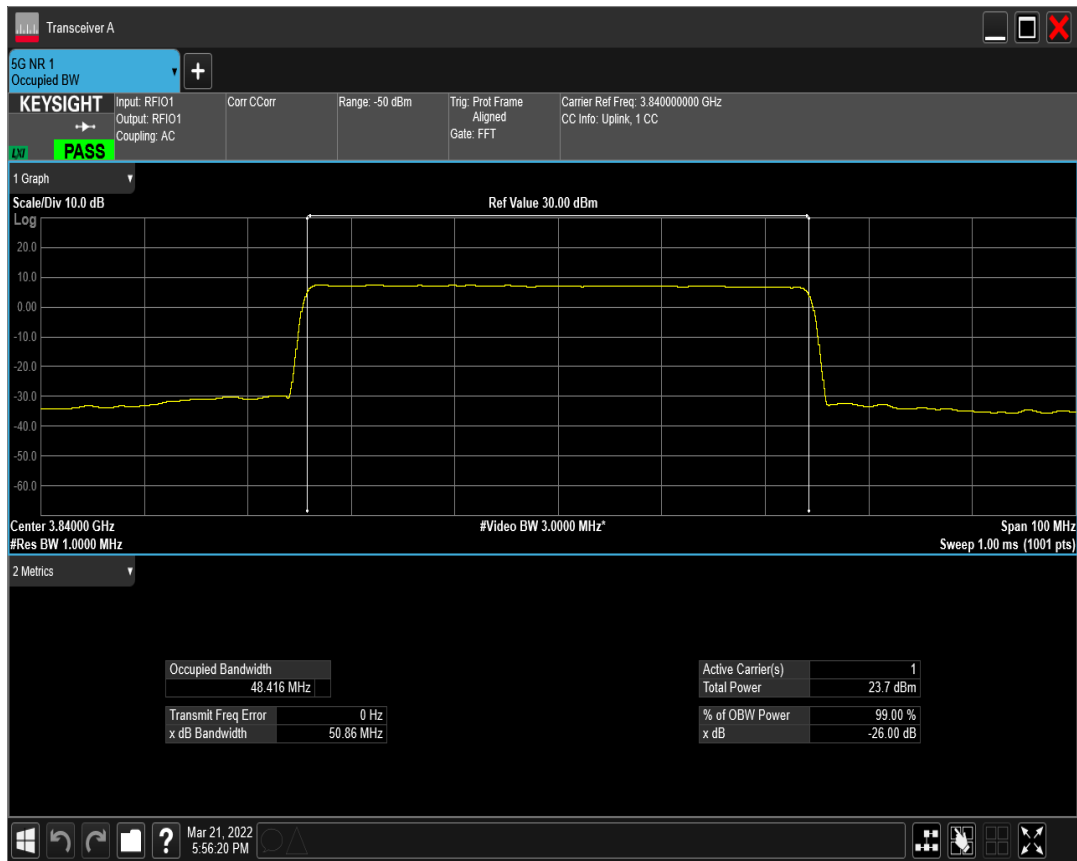 Transceiver A
5G NR 1
Occupied BW
+
KEYSIGHT
Input: RFIO1
Output: RFIO1
Coupling: AC
Corr CCorr
Range: -50 dBm
Trig: Prot Frame
Aligned
Gate: FFT
Carrier Ref Freq: 3.840000000 GHz
CC Info: Uplink, 1 CC
LXI
PASS
1 Graph
Scale/Div 10.0 dB
Ref Value 30.00 dBm
Log
20.0
10.0
0.00
-10.0
-20.0
-30.0
-40.0
-50.0
-60.0
Center 3.84000 GHz
#Video BW 3.0000 MHz*
Span 100 MHz
#Res BW 1.0000 MHz
Sweep 1.00 ms (1001 pts)
2 Metrics
Occupied Bandwidth
48.416 MHz
Transmit Freq Error 0 Hz
x dB Bandwidth 50.86 MHz
Active Carrier(s) 1
Total Power 23.7 dBm
% of OBW Power 99.00 %
x dB -26.00 dB
?
Mar 21, 2022
5:56:20 PM